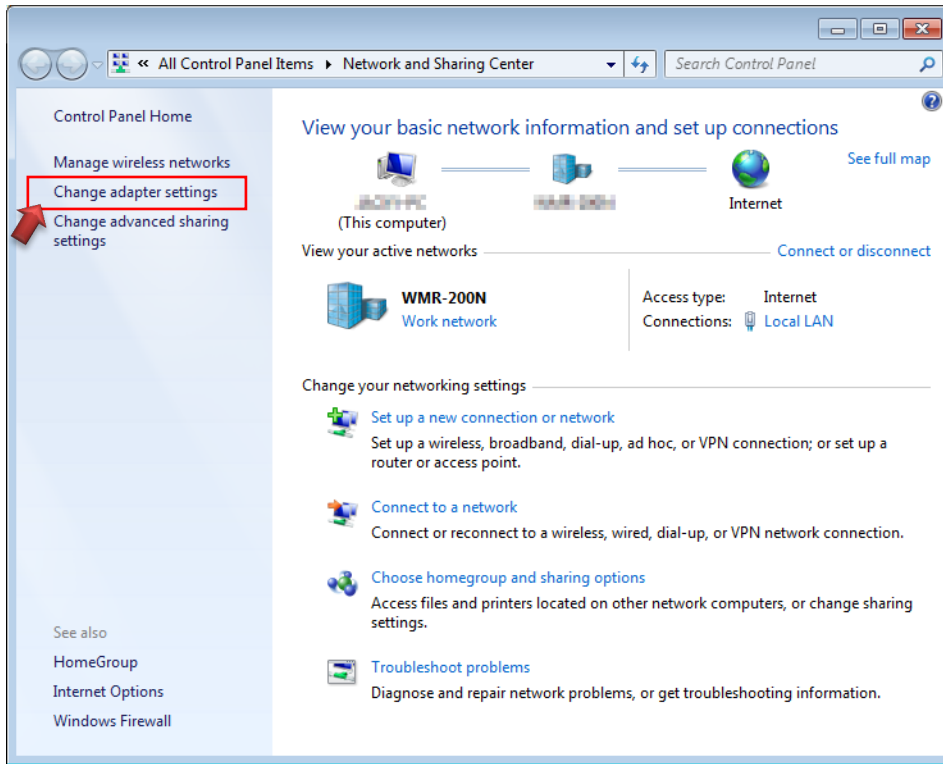 « All Control Panel Items ▸ Network and Sharing Center
Search Control Panel
Control Panel Home
Manage wireless networks
Change adapter settings
Change advanced sharing
settings
See also
HomeGroup
Internet Options
Windows Firewall
View your basic network information and set up connections
See full map
(This computer)
Internet
View your active networks
Connect or disconnect
WMR-200N
Work network
Access type: Internet
Connections: Local LAN
Change your networking settings
Set up a new connection or network
Set up a wireless, broadband, dial-up, ad hoc, or VPN connection; or set up a
router or access point.
Connect to a network
Connect or reconnect to a wireless, wired, dial-up, or VPN network connection.
Choose homegroup and sharing options
Access files and printers located on other network computers, or change sharing
settings.
Troubleshoot problems
Diagnose and repair network problems, or get troubleshooting information.